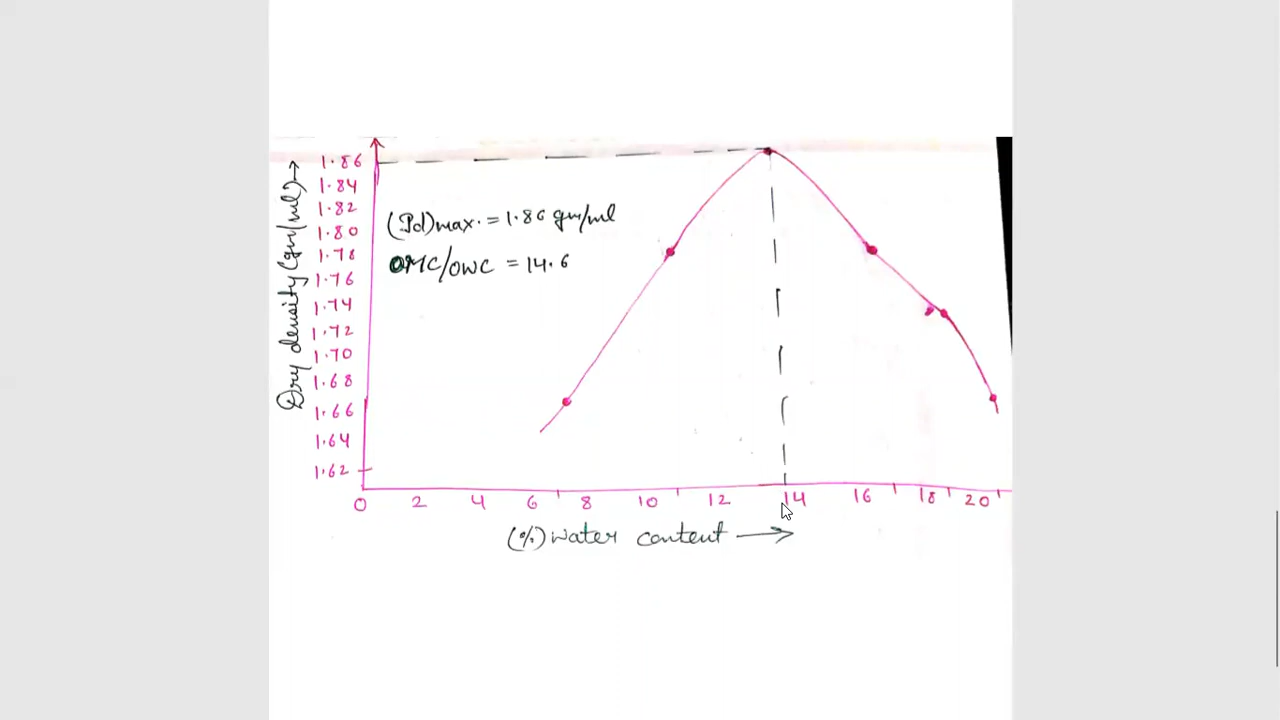 Dry density (gm/ml) →
1.86
1.84
1.82
1.80
1.78
1.76
1.74
1.72
1.70
1.68
1.66
1.64
1.62
(Pd)max. = 1.86 gm/ml
OMC/OWC = 14.6
0 2 4 6 8 10 12 14 16 18 20
(%) water content →